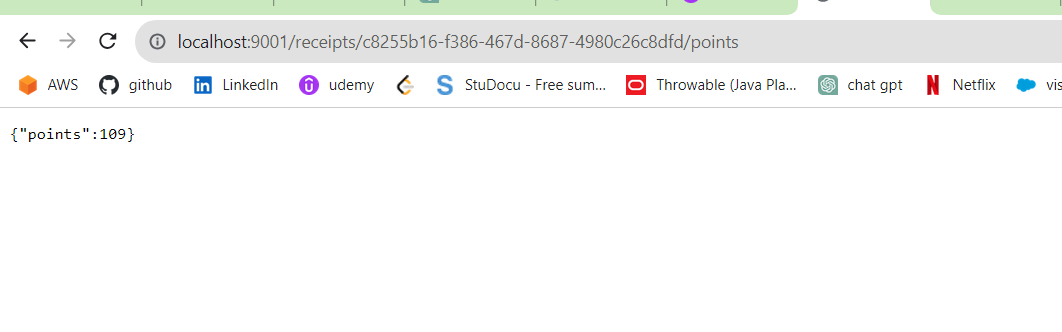 localhost:9001/receipts/c8255b16-f386-467d-8687-4980c26c8dfd/points
AWS github LinkedIn udemy StuDocu - Free sum... Throwable (Java Pla... chat gpt Netflix vis
{"points":109}